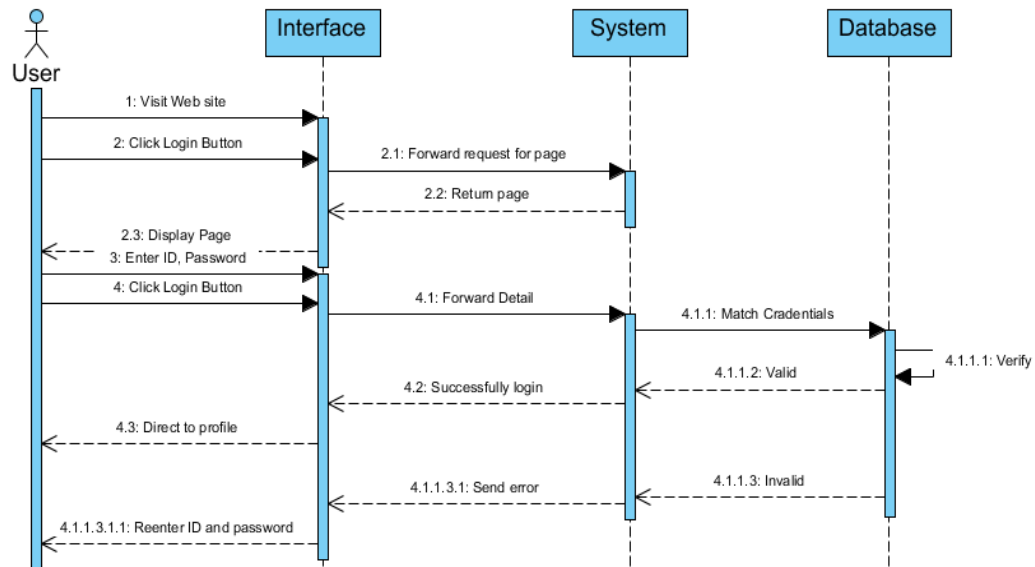 Interface
System
Database
User
1: Visit Web site
2: Click Login Button
2.1: Forward request for page
2.2: Return page
2.3: Display Page
3: Enter ID, Password
4: Click Login Button
4.1: Forward Detail
4.1.1: Match Credentials
4.1.1.1: Verify
4.1.1.2: Valid
4.2: Successfully login
4.3: Direct to profile
4.1.1.3: Invalid
4.1.1.3.1: Send error
4.1.1.3.1.1: Reenter ID and password